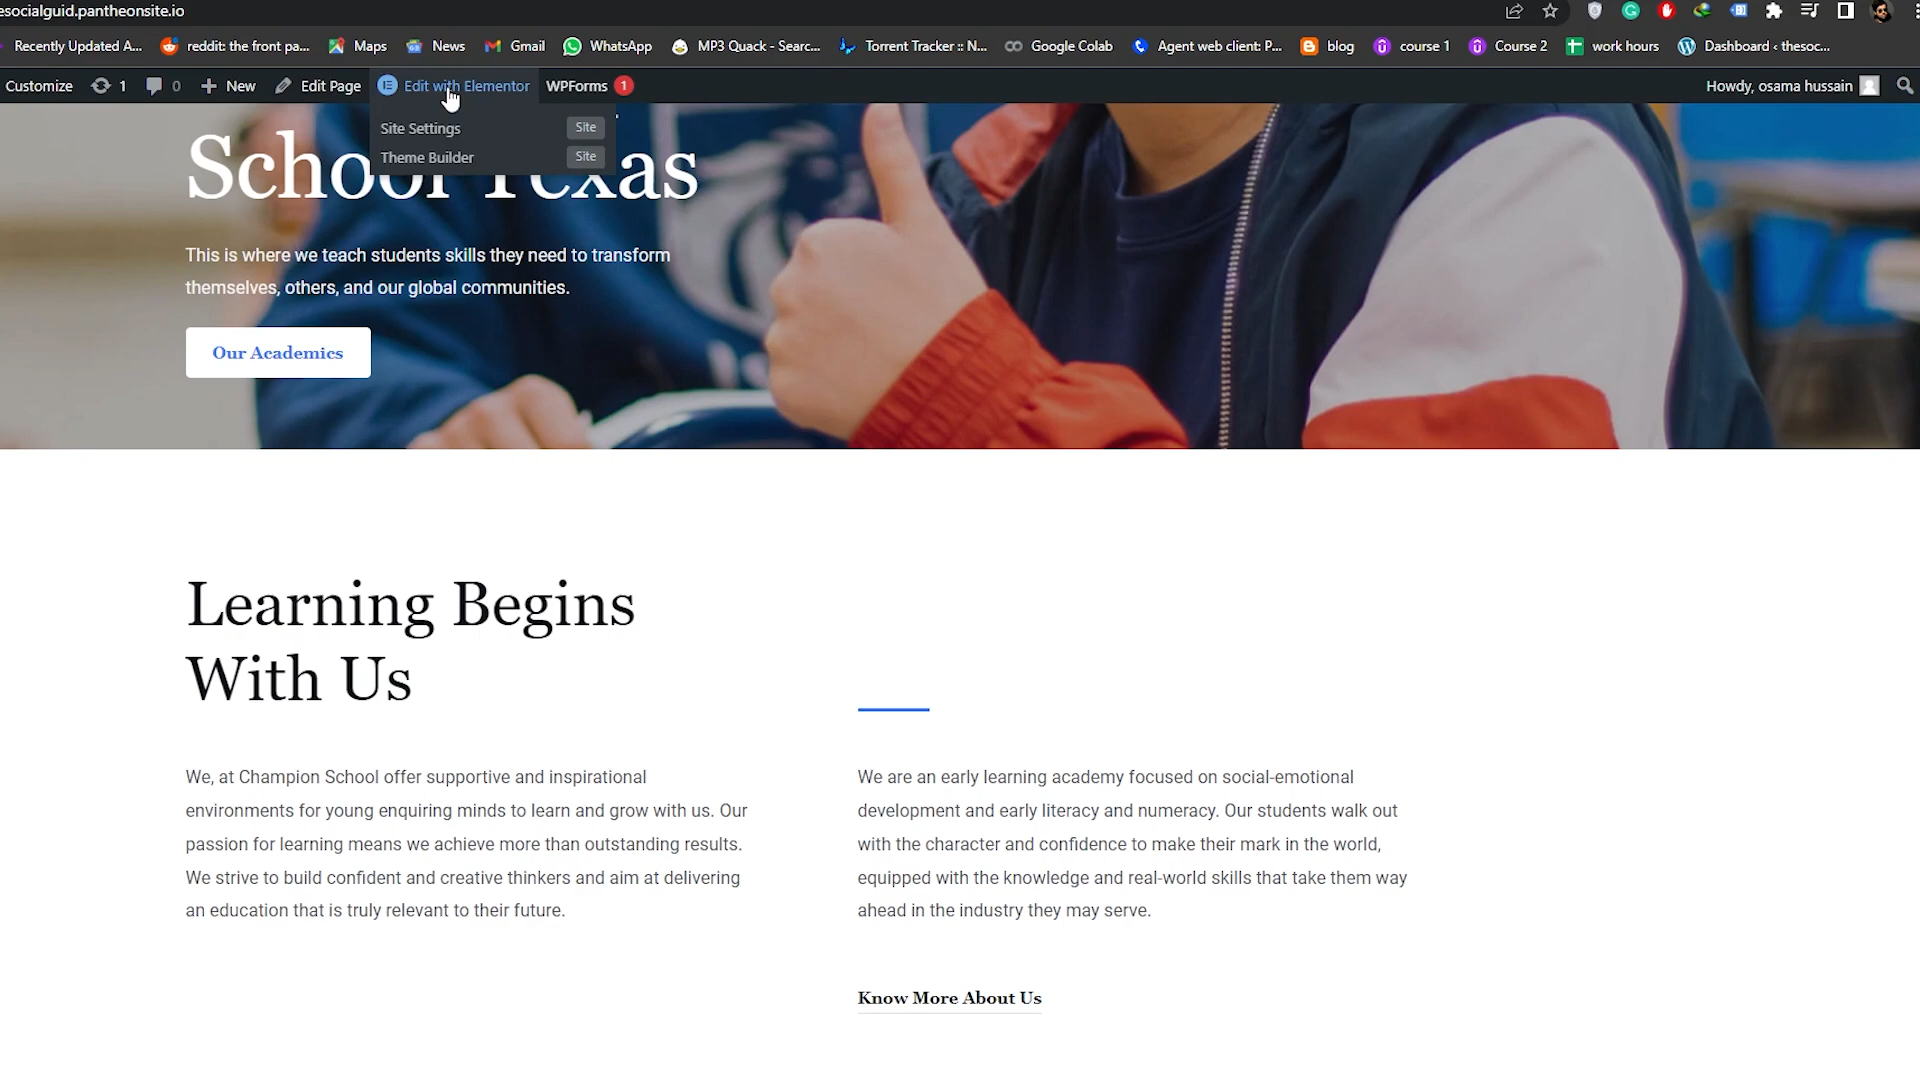 esocialguid.pantheonsite.io
Recently Updated A... reddit: the front pa... Maps News Gmail WhatsApp MP3 Quack - Searc... Torrent Tracker :: N... Google Colab Agent web client: P... blog course 1 Course 2 work hours Dashboard ‹ thesoc...
Customize 1 0 New Edit Page Edit with Elementor WPForms 1 Howdy, osama hussain
Site Settings Site
Theme Builder Site
School Texas
This is where we teach students skills they need to transform
themselves, others, and our global communities.
Our Academics
Learning Begins
With Us
We, at Champion School offer supportive and inspirational
environments for young enquiring minds to learn and grow with us. Our
passion for learning means we achieve more than outstanding results.
We strive to build confident and creative thinkers and aim at delivering
an education that is truly relevant to their future.
We are an early learning academy focused on social-emotional
development and early literacy and numeracy. Our students walk out
with the character and confidence to make their mark in the world,
equipped with the knowledge and real-world skills that take them way
ahead in the industry they may serve.
Know More About Us